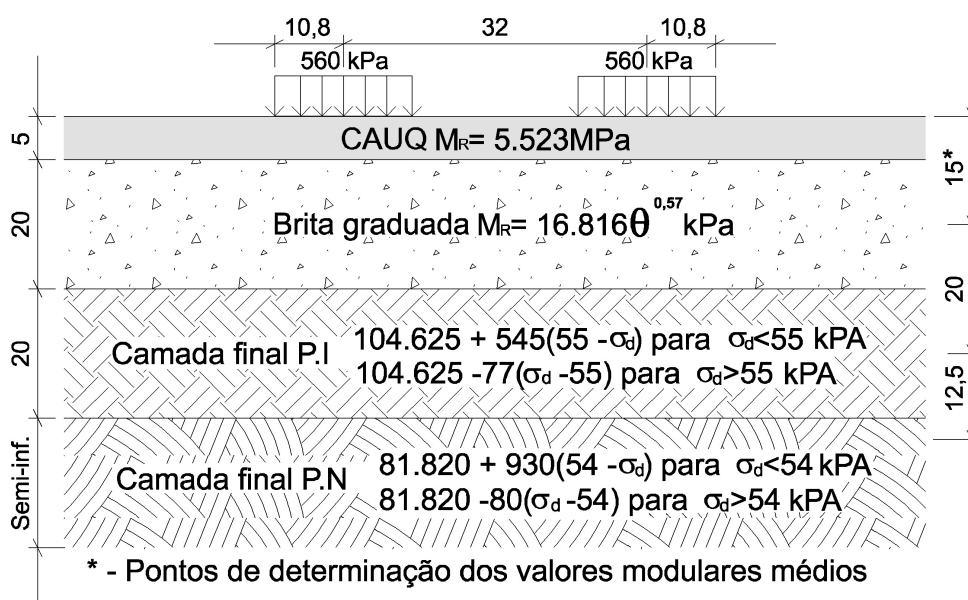 10,8 32 10,8
560 kPa 560 kPa
5
CAUQ MR= 5.523MPa
15*
20
Brita graduada MR= 16.816θ^0,57 kPa
20
20
Camada final P.I
104.625 + 545(55 -σd) para σd<55 kPA
104.625 -77(σd -55) para σd>55 kPA
12,5
Semi-inf.
Camada final P.N
81.820 + 930(54 -σd) para σd<54 kPA
81.820 -80(σd -54) para σd>54 kPA
* - Pontos de determinação dos valores modulares médios